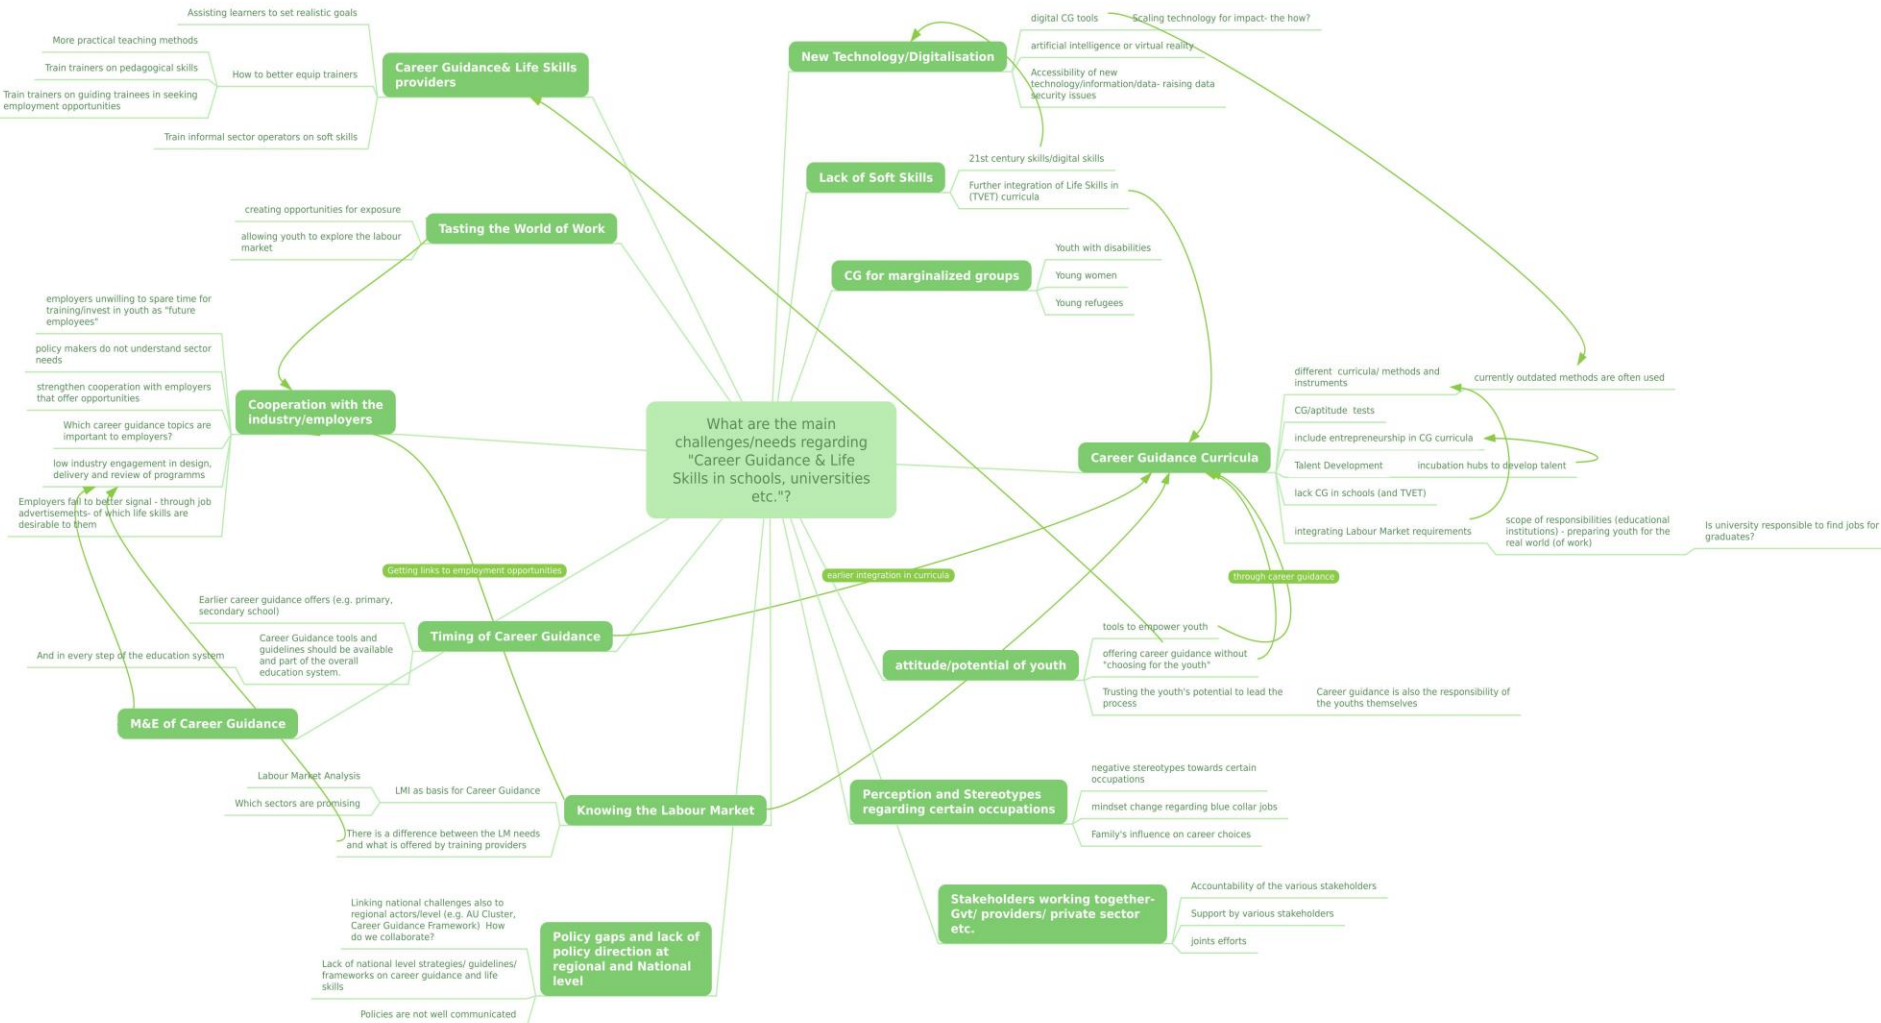 What are the main
challenges/needs regarding
"Career Guidance & Life
Skills in schools, universities
etc."?
Career Guidance& Life Skills
providers
Assisting learners to set realistic goals
How to better equip trainers
More practical teaching methods
Train trainers on pedagogical skills
Train trainers on guiding trainees in seeking
employment opportunities
Train informal sector operators on soft skills
Tasting the World of Work
creating opportunities for exposure
allowing youth to explore the labour
market
Cooperation with the
industry/employers
employers unwilling to spare time for
training/invest in youth as "future
employees"
policy makers do not understand sector
needs
strengthen cooperation with employers
that offer opportunities
Which career guidance topics are
important to employers?
low industry engagement in design,
delivery and review of programms
Employers fail to better signal - through job
advertisements- of which life skills are
desirable to them
Getting links to employment opportunities
Timing of Career Guidance
Earlier career guidance offers (e.g. primary,
secondary school)
Career Guidance tools and
guidelines should be available
and part of the overall
education system.
And in every step of the education system
M&E of Career Guidance
Knowing the Labour Market
LMI as basis for Career Guidance
Labour Market Analysis
Which sectors are promising
There is a difference between the LM needs
and what is offered by training providers
Policy gaps and lack of
policy direction at
regional and National
level
Linking national challenges also to
regional actors/level (e.g. AU Cluster,
Career Guidance Framework)  How
do we collaborate?
Lack of national level strategies/ guidelines/
frameworks on career guidance and life
skills
Policies are not well communicated
New Technology/Digitalisation
digital CG tools
Scaling technology for impact- the how?
artificial intelligence or virtual reality
Accessibility of new
technology/information/data- raising data
security issues
Lack of Soft Skills
21st century skills/digital skills
Further integration of Life Skills in
(TVET) curricula
CG for marginalized groups
Youth with disabilities
Young women
Young refugees
Career Guidance Curricula
different  curricula/ methods and
instruments
currently outdated methods are often used
CG/aptitude  tests
include entrepreneurship in CG curricula
Talent Development
incubation hubs to develop talent
lack CG in schools (and TVET)
integrating Labour Market requirements
scope of responsibilities (educational
institutions) - preparing youth for the
real world (of work)
Is university responsible to find jobs for
graduates?
earlier integration in curricula
through career guidance
attitude/potential of youth
tools to empower youth
offering career guidance without
"choosing for the youth"
Trusting the youth's potential to lead the
process
Career guidance is also the responsibility of
the youths themselves
Perception and Stereotypes
regarding certain occupations
negative stereotypes towards certain
occupations
mindset change regarding blue collar jobs
Family's influence on career choices
Stakeholders working together-
Gvt/ providers/ private sector
etc.
Accountability of the various stakeholders
Support by various stakeholders
joints efforts